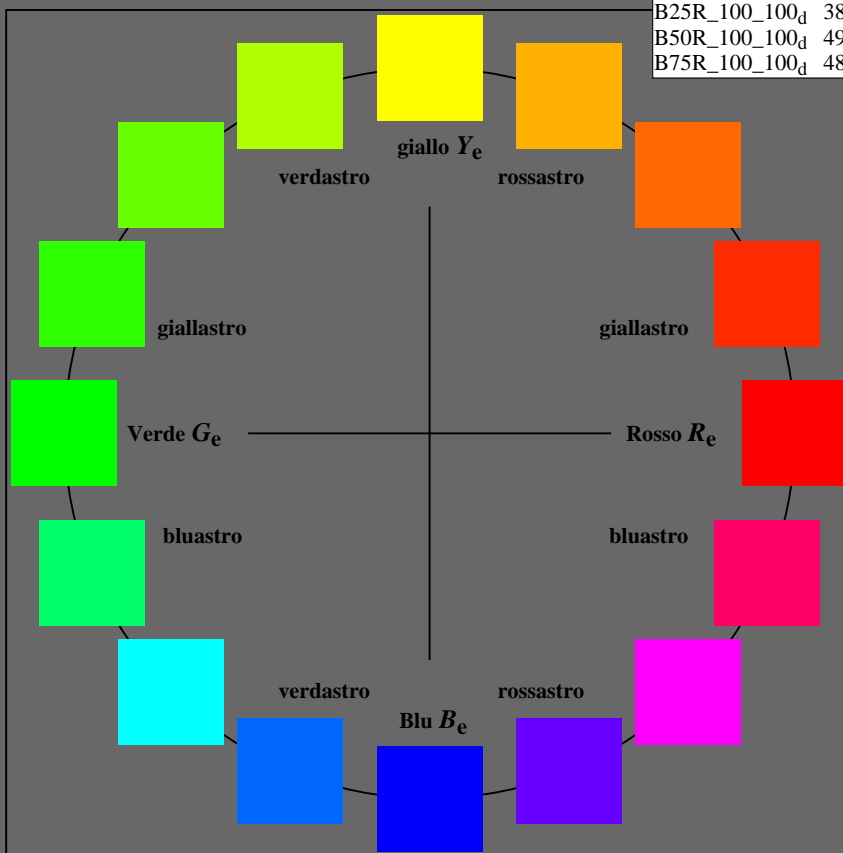 B25R_100_100d 38
B50R_100_100d 49
B75R_100_100d 48
giallo Ye
verdastro rossastro
giallastro giallastro
Verde Ge Rosso Re
bluastro bluastro
verdastro rossastro
Blu Be